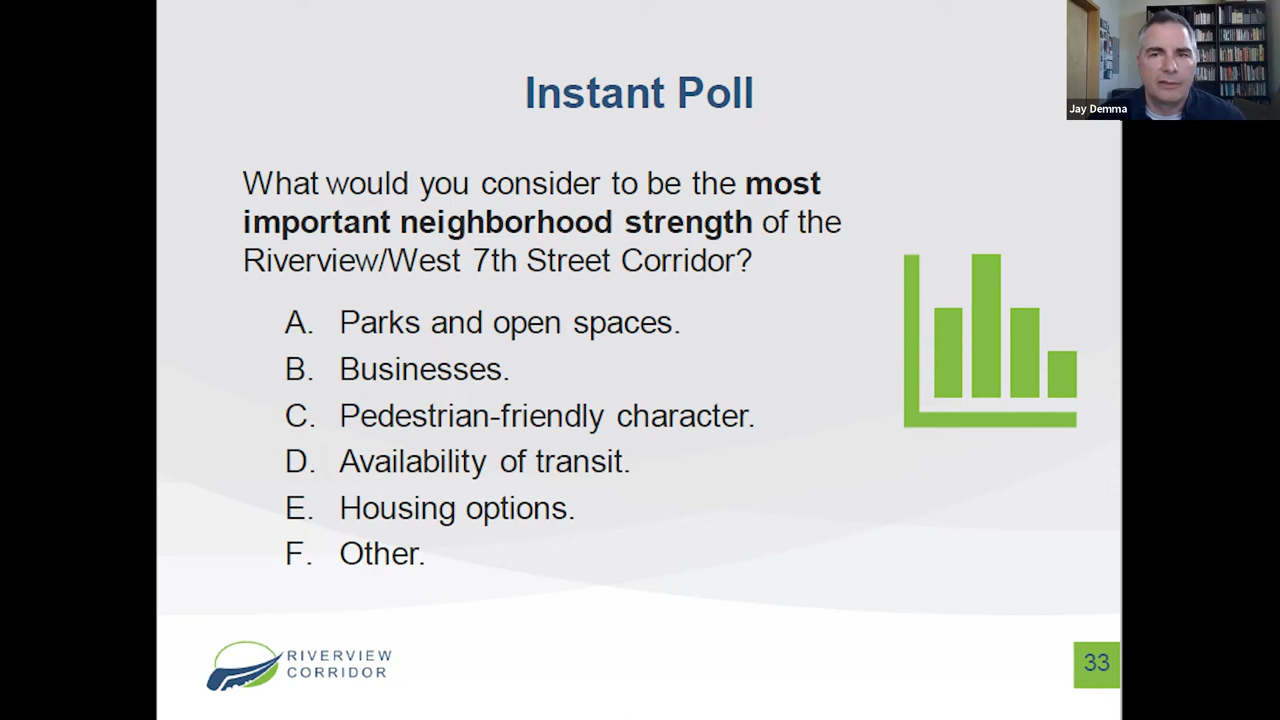 Instant Poll
Jay Demma
What would you consider to be the most
important neighborhood strength of the
Riverview/West 7th Street Corridor?
A. Parks and open spaces.
B. Businesses.
C. Pedestrian-friendly character.
D. Availability of transit.
E. Housing options.
F. Other.
RIVERVIEW
CORRIDOR
33